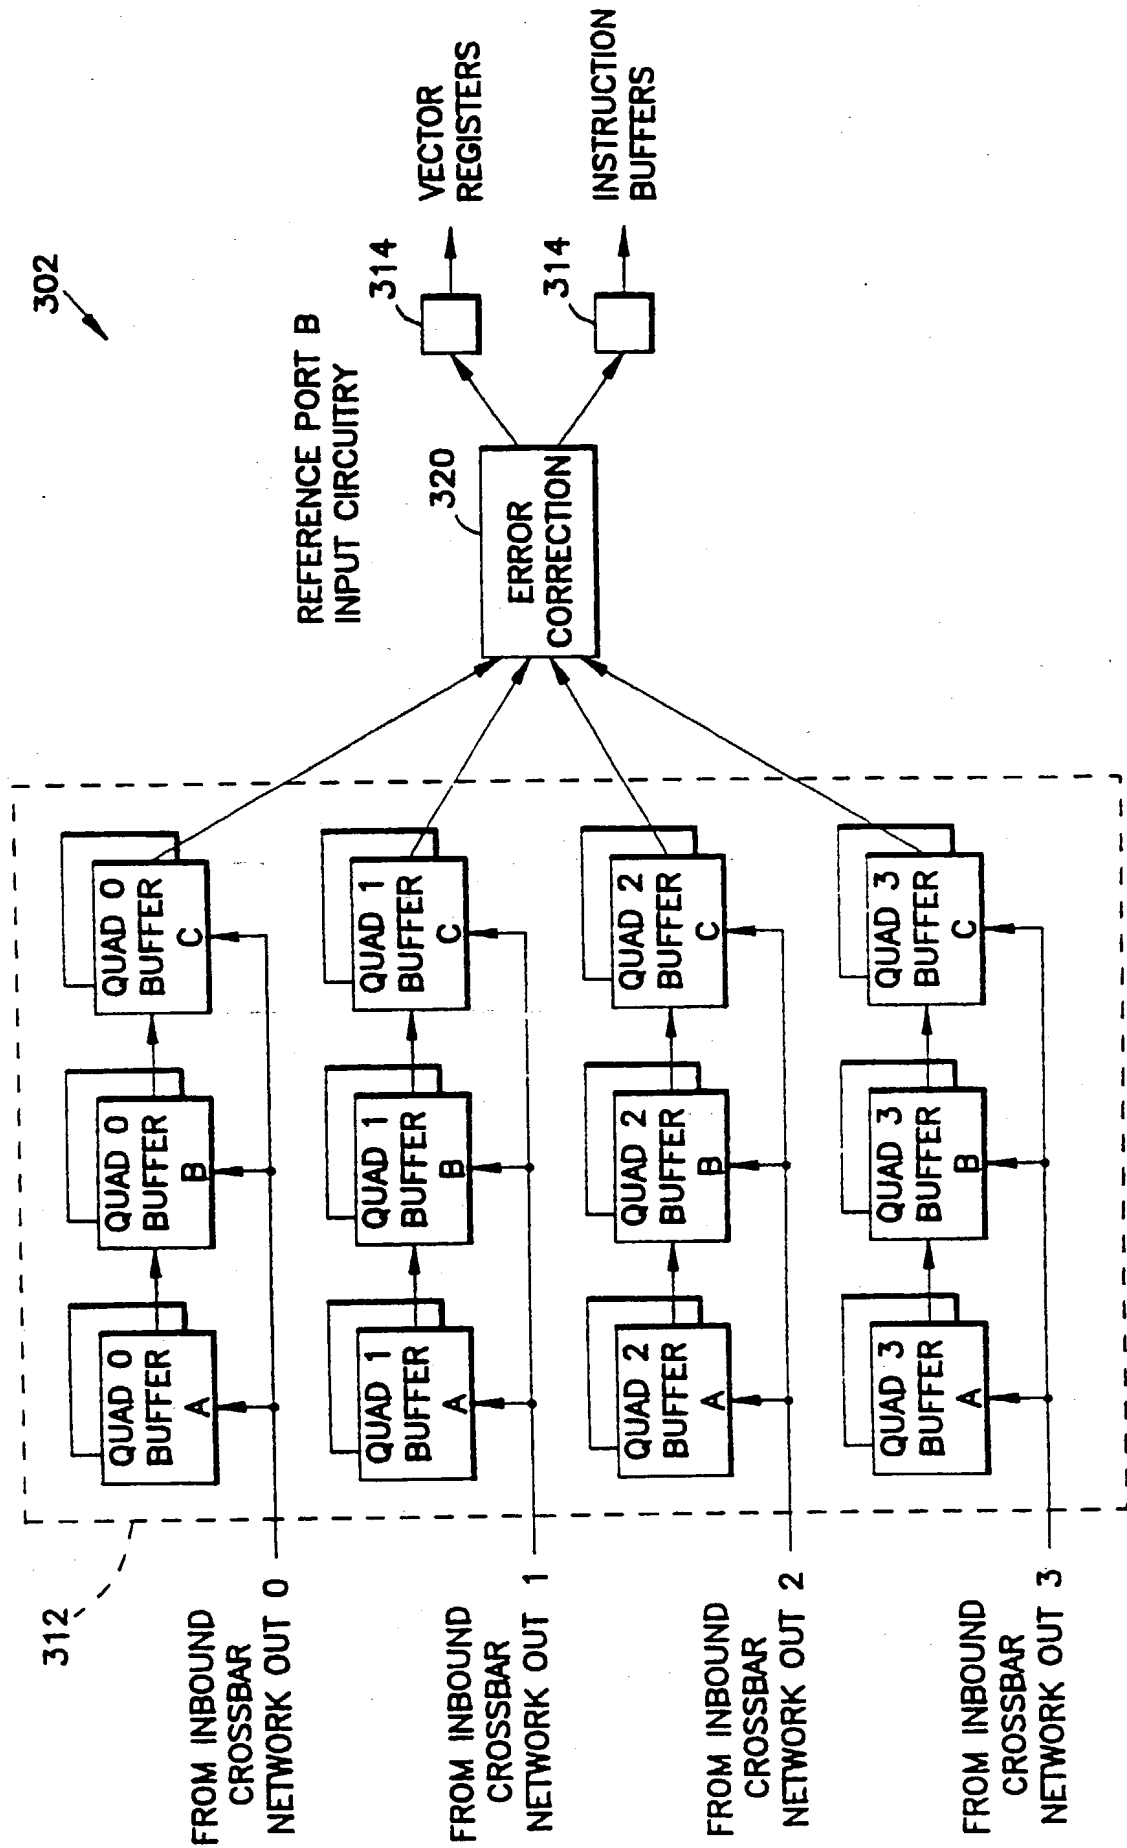 302
REFERENCE PORT B
INPUT CIRCUITRY
312
FROM INBOUND
CROSSBAR
NETWORK OUT 0
QUAD 0
BUFFER
A
QUAD 0
BUFFER
B
QUAD 0
BUFFER
C
FROM INBOUND
CROSSBAR
NETWORK OUT 1
QUAD 1
BUFFER
A
QUAD 1
BUFFER
B
QUAD 1
BUFFER
C
FROM INBOUND
CROSSBAR
NETWORK OUT 2
QUAD 2
BUFFER
A
QUAD 2
BUFFER
B
QUAD 2
BUFFER
C
FROM INBOUND
CROSSBAR
NETWORK OUT 3
QUAD 3
BUFFER
A
QUAD 3
BUFFER
B
QUAD 3
BUFFER
C
320
ERROR
CORRECTION
314
VECTOR
REGISTERS
314
INSTRUCTION
BUFFERS